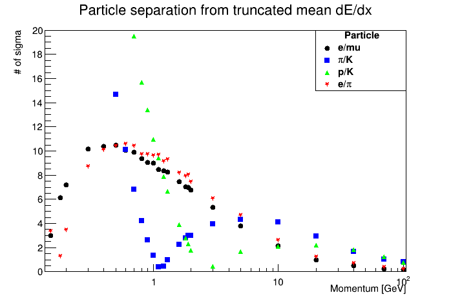 Particle separation from truncated mean dE/dx
# of sigma
20
18
16
14
12
10
8
6
4
2
0
Particle
e/mu
π/K
p/K
e/π
1
10
10²
Momentum [GeV]